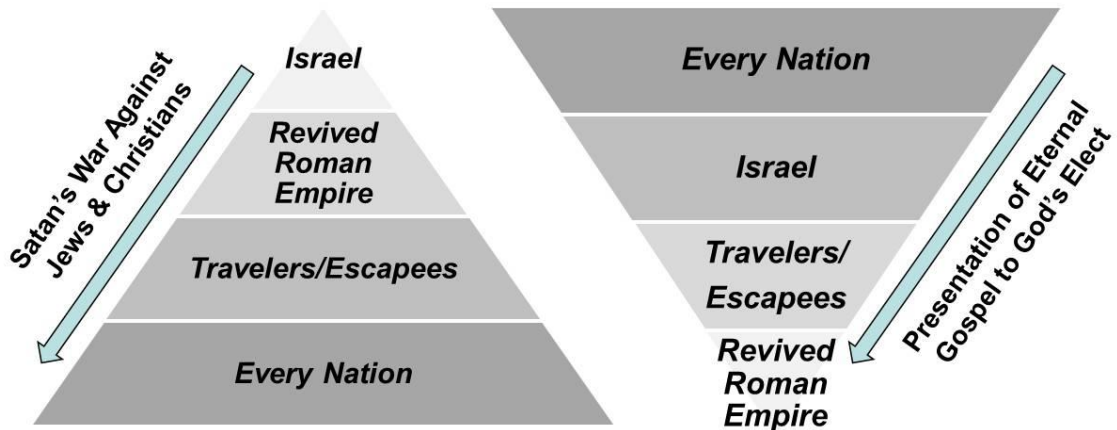 Satan's War Against
Jews & Christians
Israel
Revived
Roman
Empire
Travelers/Escapees
Every Nation
Every Nation
Israel
Travelers/
Escapees
Revived
Roman
Empire
Presentation of Eternal
Gospel to God's Elect